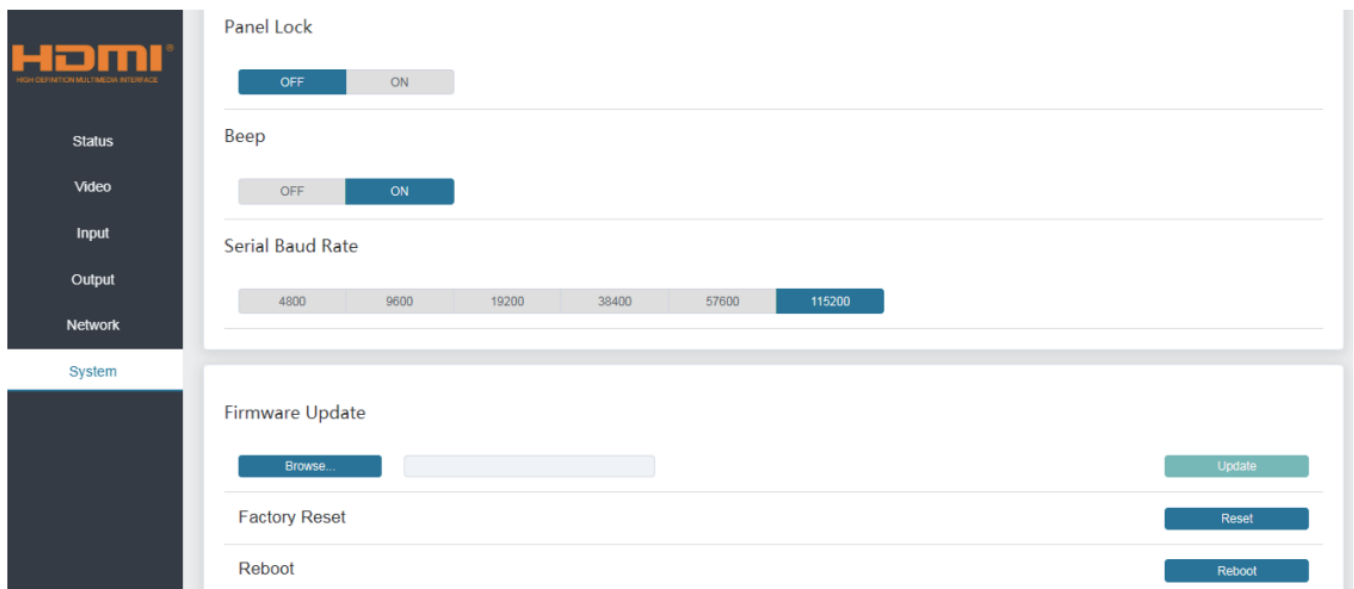 HDMI®
HIGH-DEFINITION MULTIMEDIA INTERFACE
Status
Video
Input
Output
Network
System
Panel Lock
OFF ON
Beep
OFF ON
Serial Baud Rate
4800 9600 19200 38400 57600 115200
Firmware Update
Browse... Update
Factory Reset Reset
Reboot Reboot